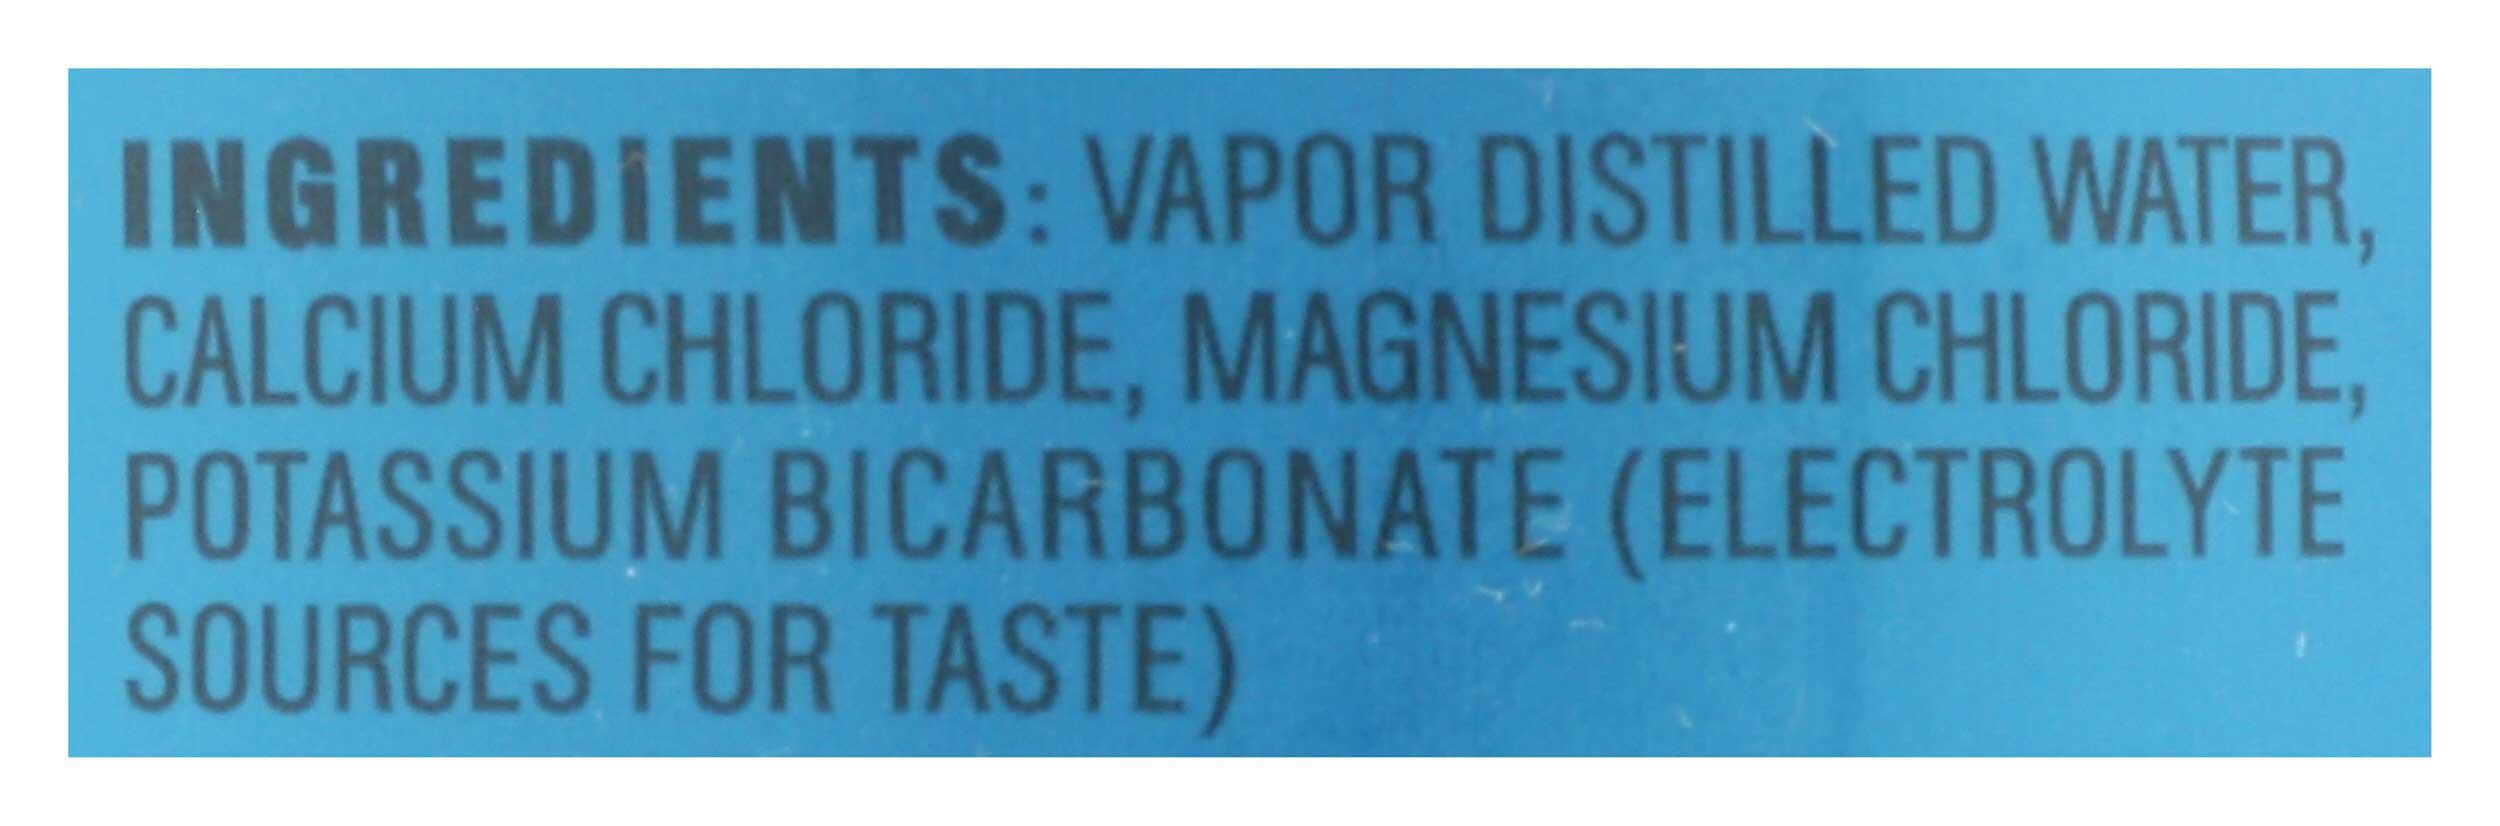 INGREDIENTS: VAPOR DISTILLED WATER,
CALCIUM CHLORIDE, MAGNESIUM CHLORIDE,
POTASSIUM BICARBONATE (ELECTROLYTE
SOURCES FOR TASTE)